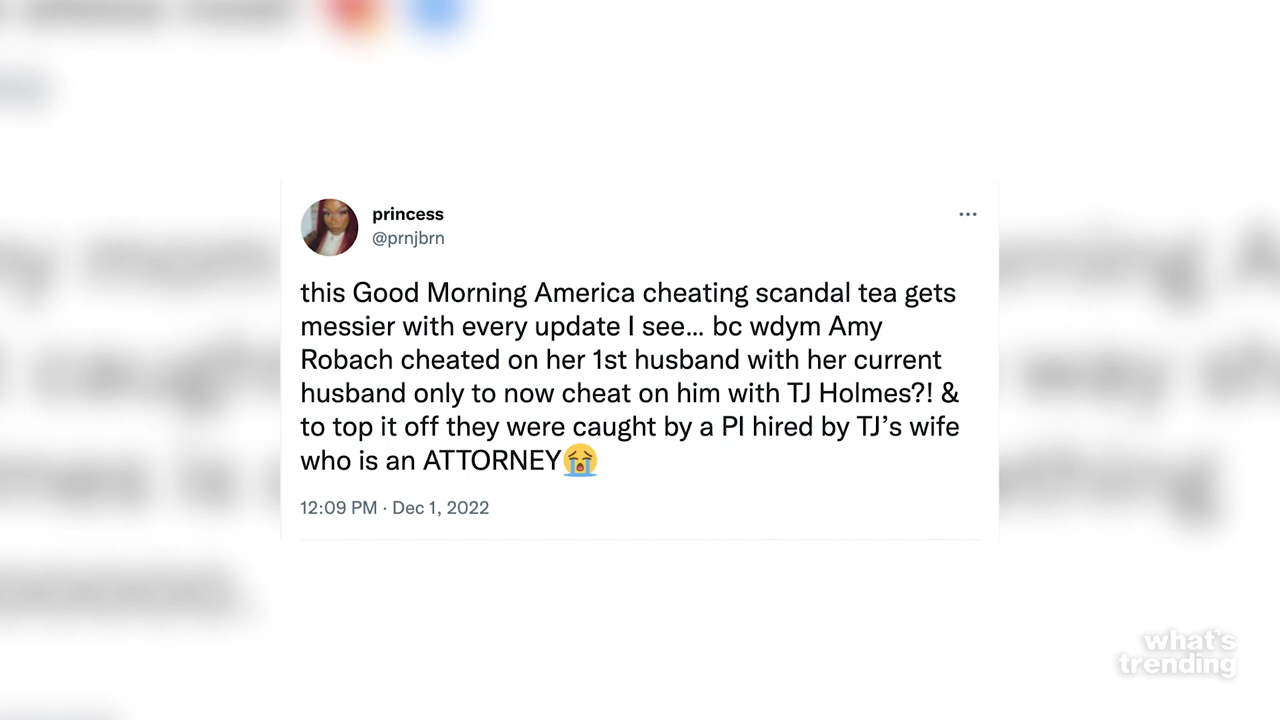 princess
@prnjbrn
this Good Morning America cheating scandal tea gets
messier with every update I see... bc wdym Amy
Robach cheated on her 1st husband with her current
husband only to now cheat on him with TJ Holmes?! &
to top it off they were caught by a PI hired by TJ’s wife
who is an ATTORNEY😭
12:09 PM · Dec 1, 2022
what's
trending